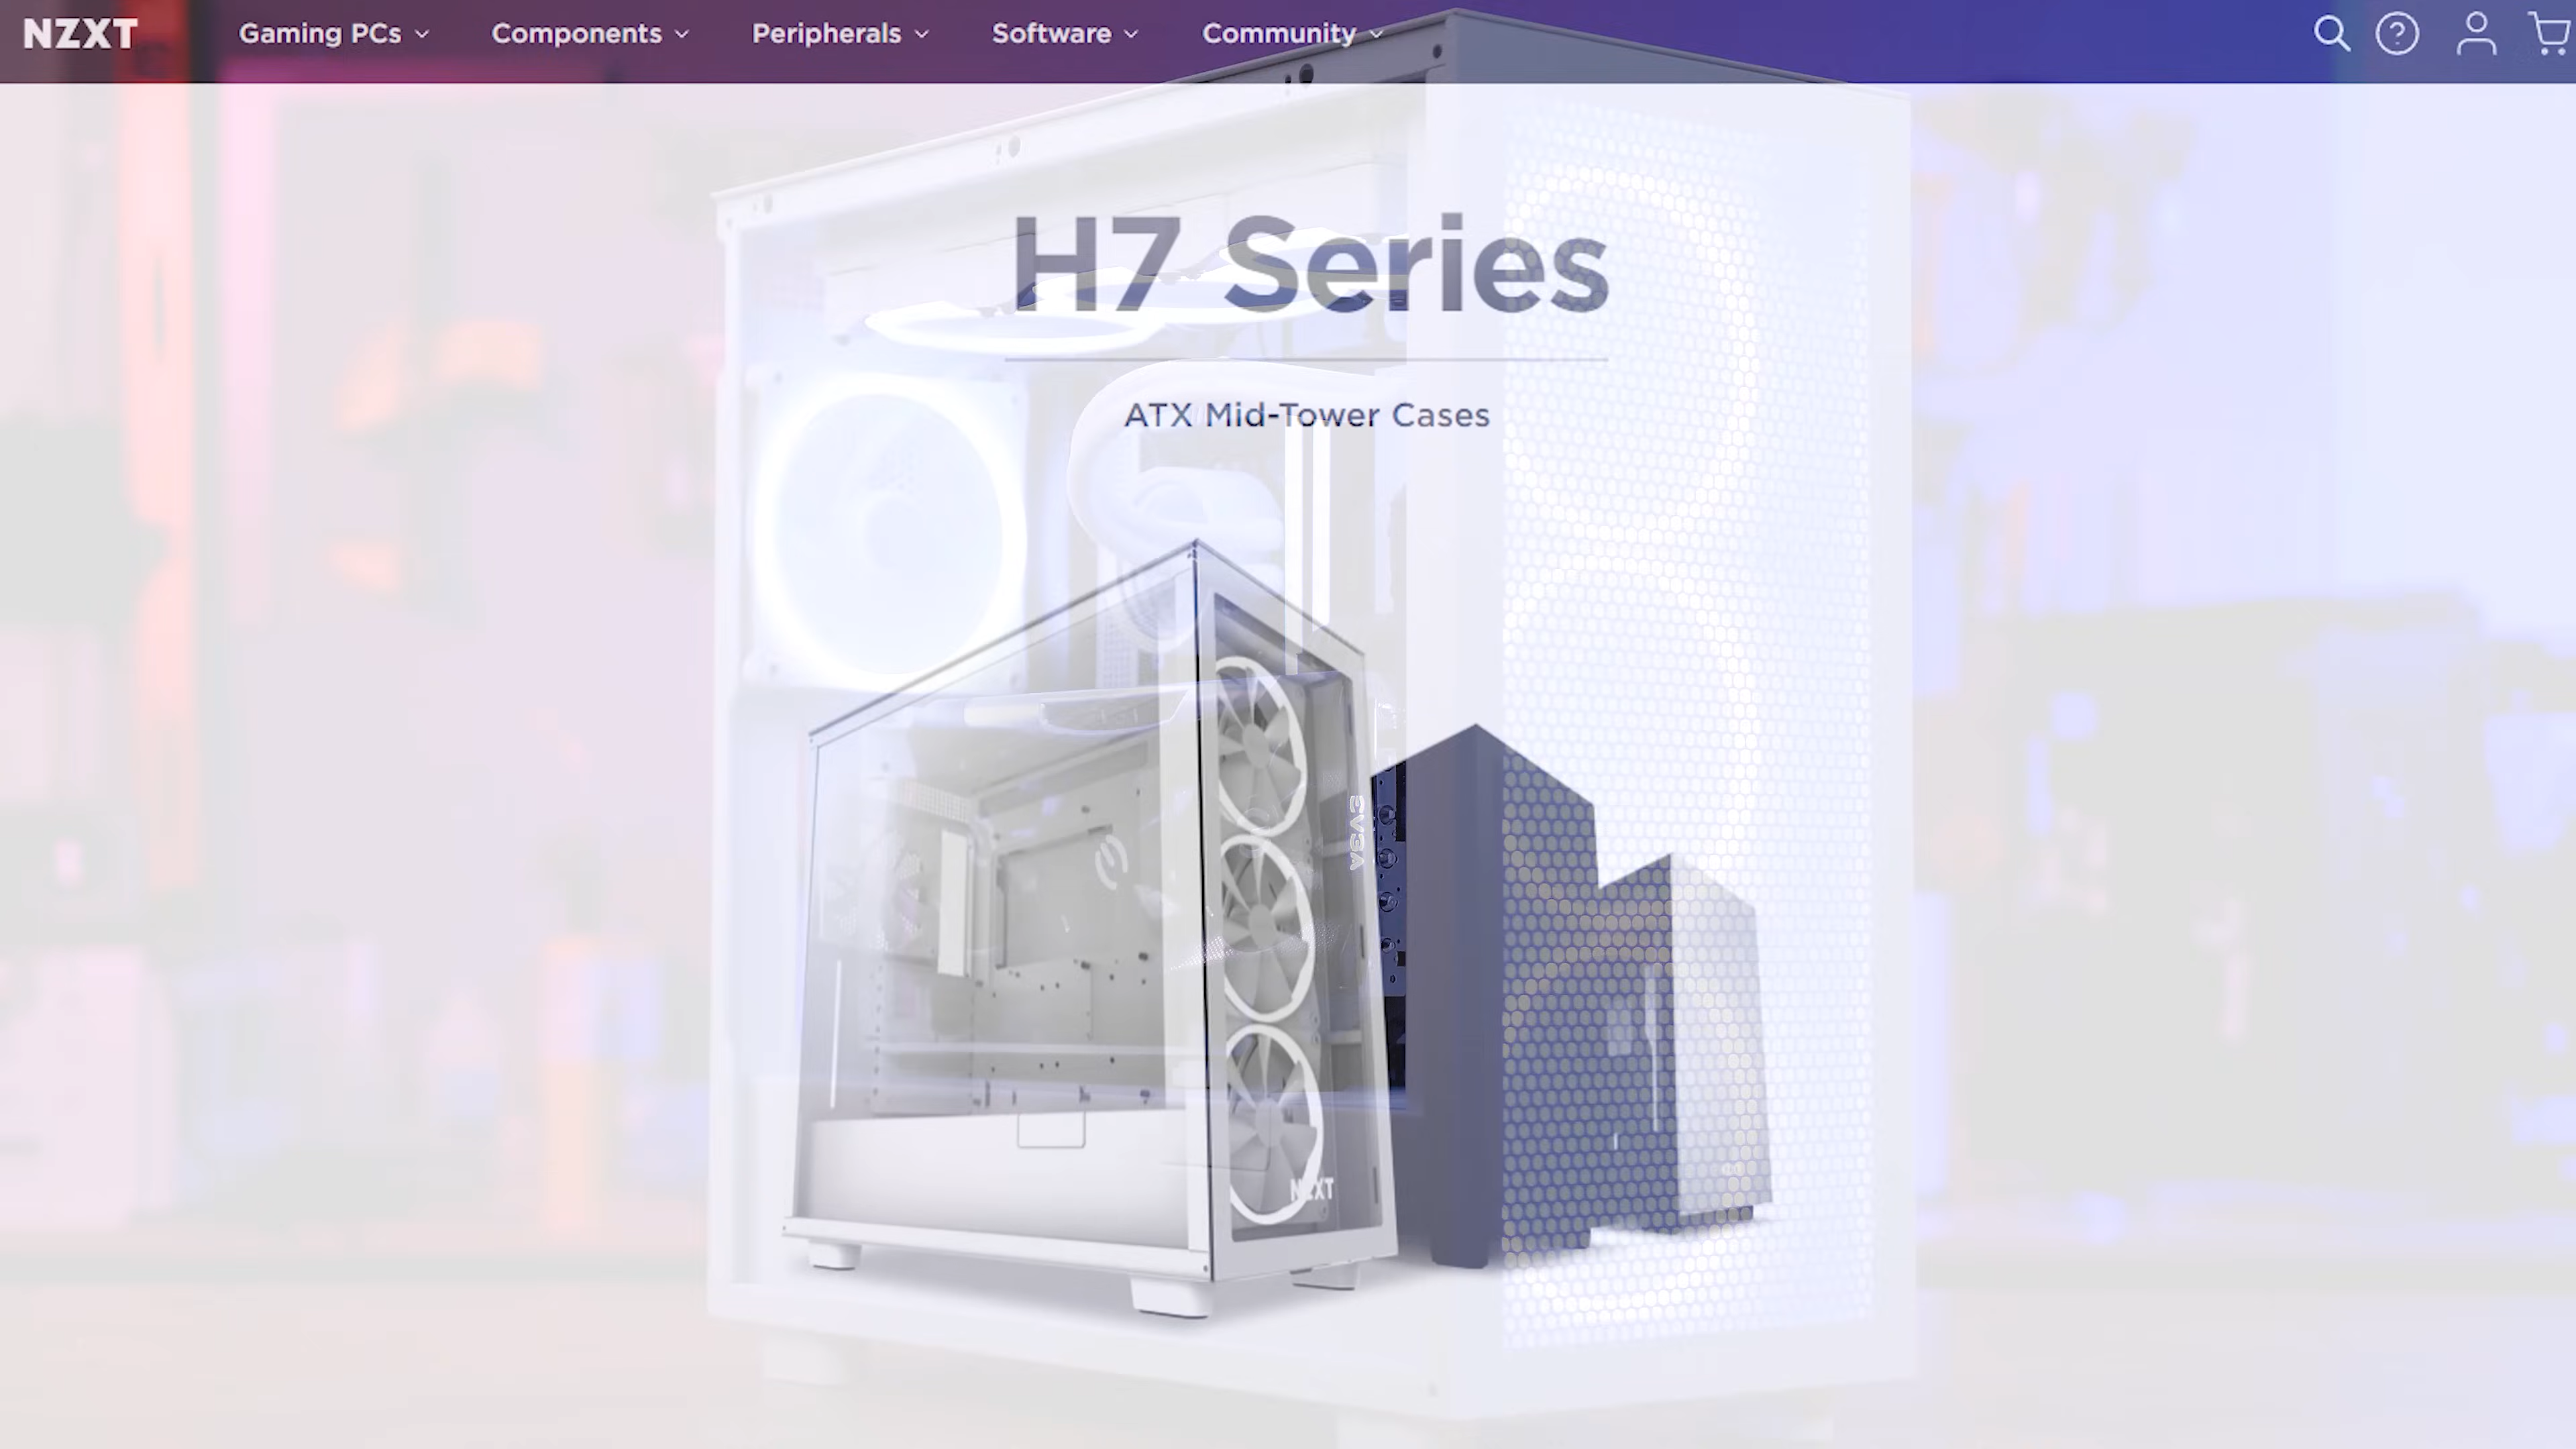 NZXT Gaming PCs Components Peripherals Software Community
H7 Series
ATX Mid-Tower Cases
EVGA
NZXT